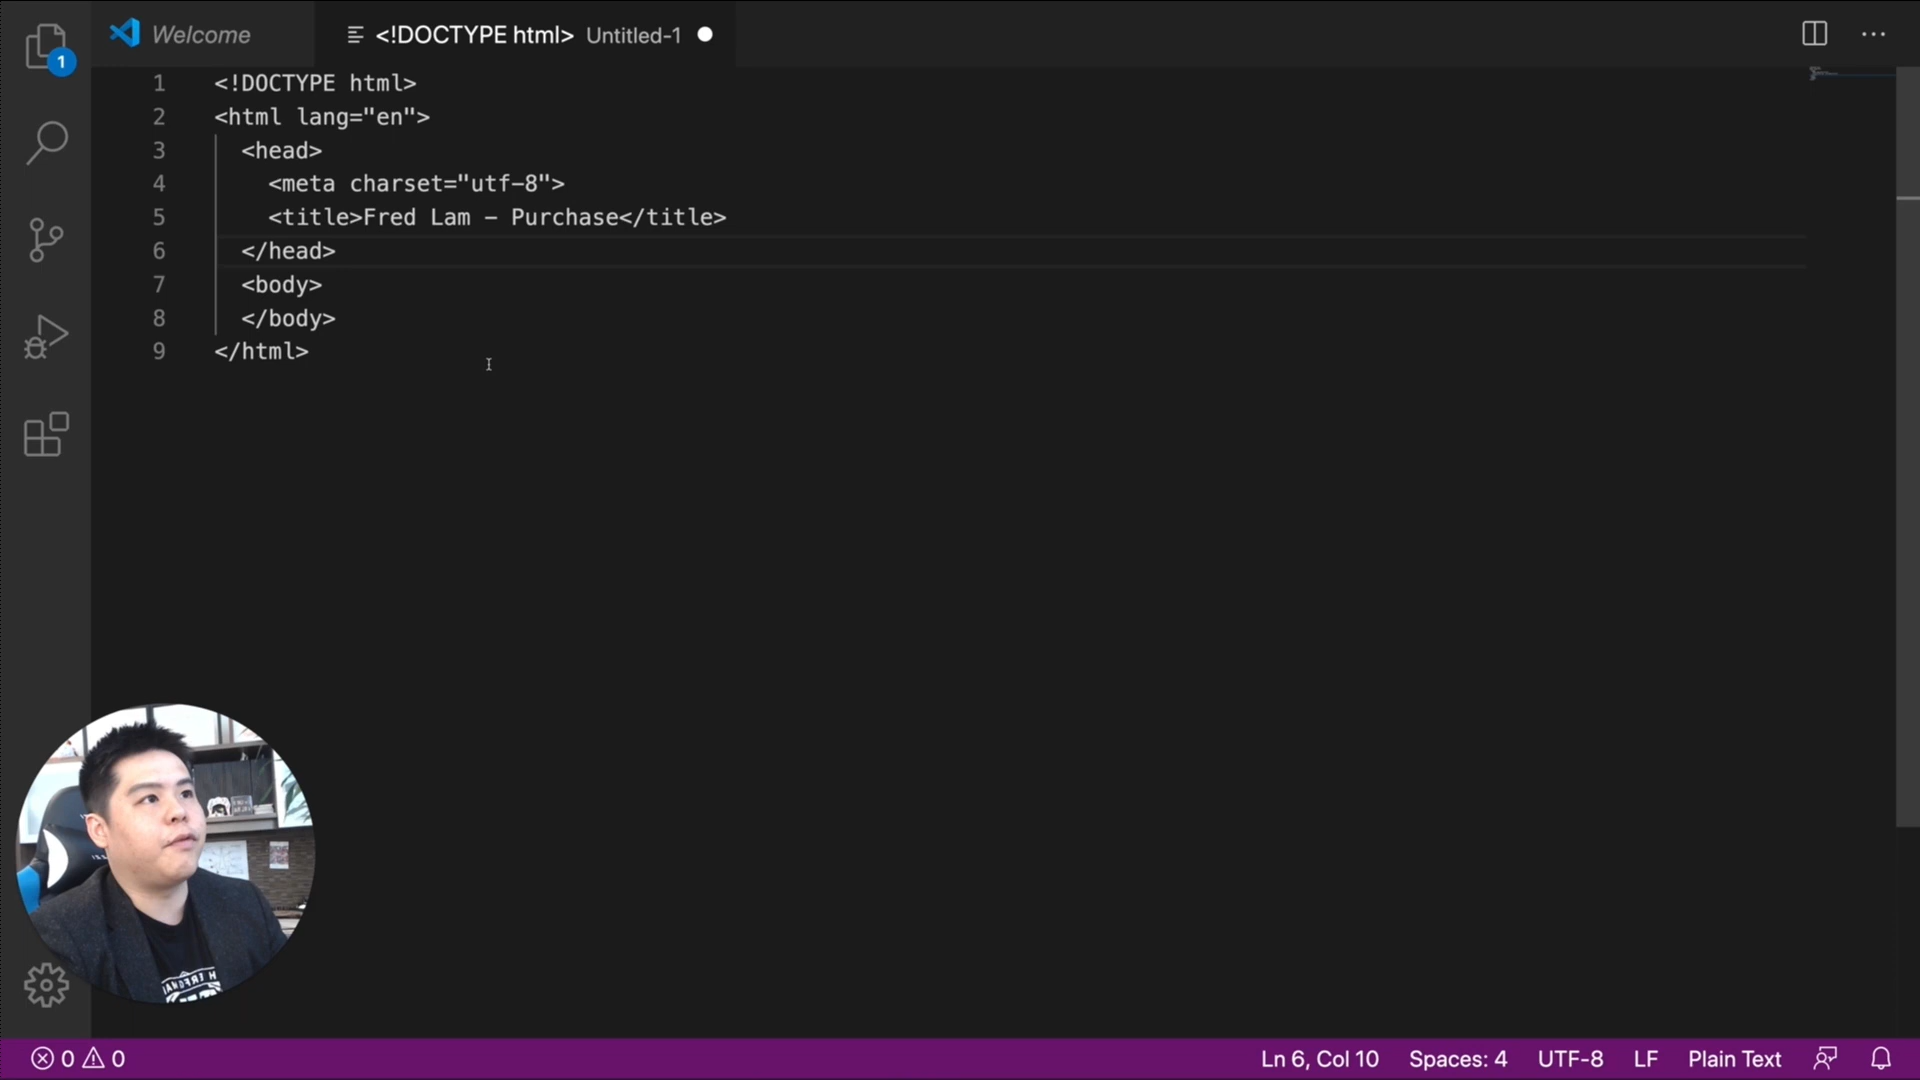 Welcome
<!DOCTYPE html> Untitled-1
1
1 <!DOCTYPE html>
2 <html lang="en">
3 <head>
4 <meta charset="utf-8">
5 <title>Fred Lam - Purchase</title>
6 </head>
7 <body>
8 </body>
9 </html>
0 0
Ln 6, Col 10
Spaces: 4
UTF-8
LF
Plain Text